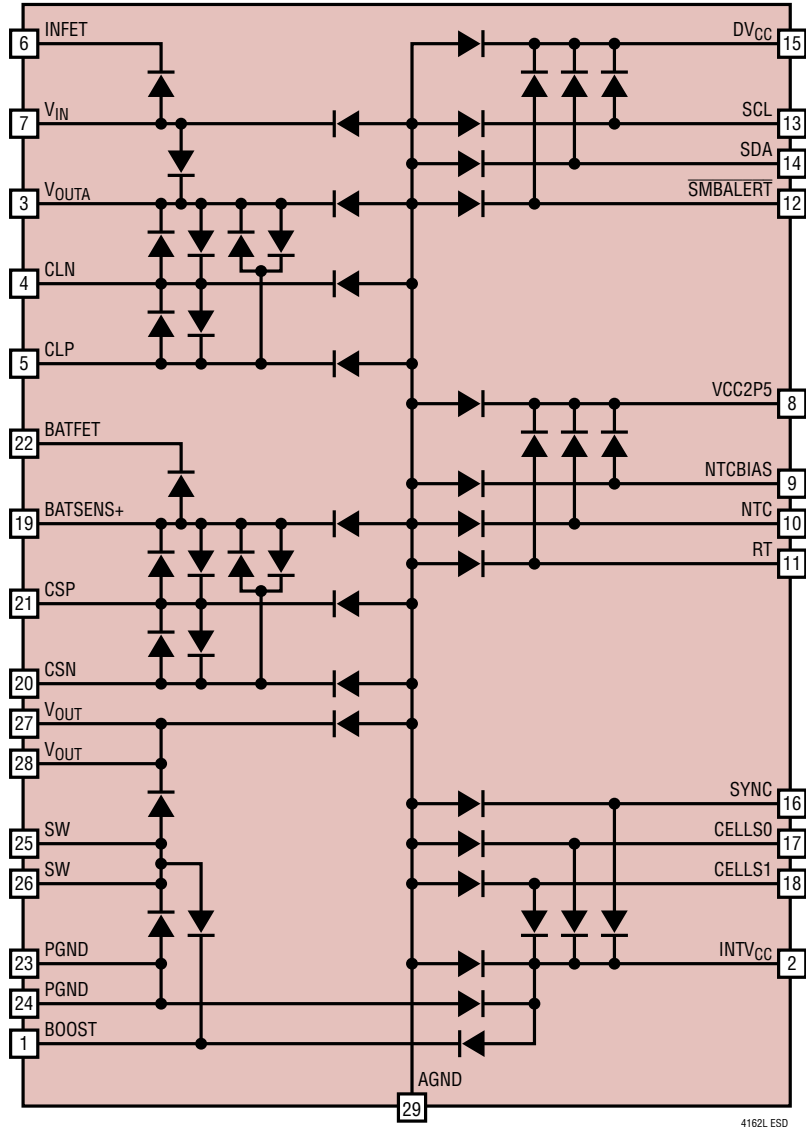 6 INFET
7 VIN
3 VOUTA
4 CLN
5 CLP
22 BATFET
19 BATSENS+
21 CSP
20 CSN
27 VOUT
28 VOUT
25 SW
26 SW
23 PGND
24 PGND
1 BOOST
DVCC 15
SCL 13
SDA 14
SMBALERT 12
VCC2P5 8
NTCBIAS 9
NTC 10
RT 11
SYNC 16
CELLS0 17
CELLS1 18
INTVCC 2
AGND
29
4162L ESD